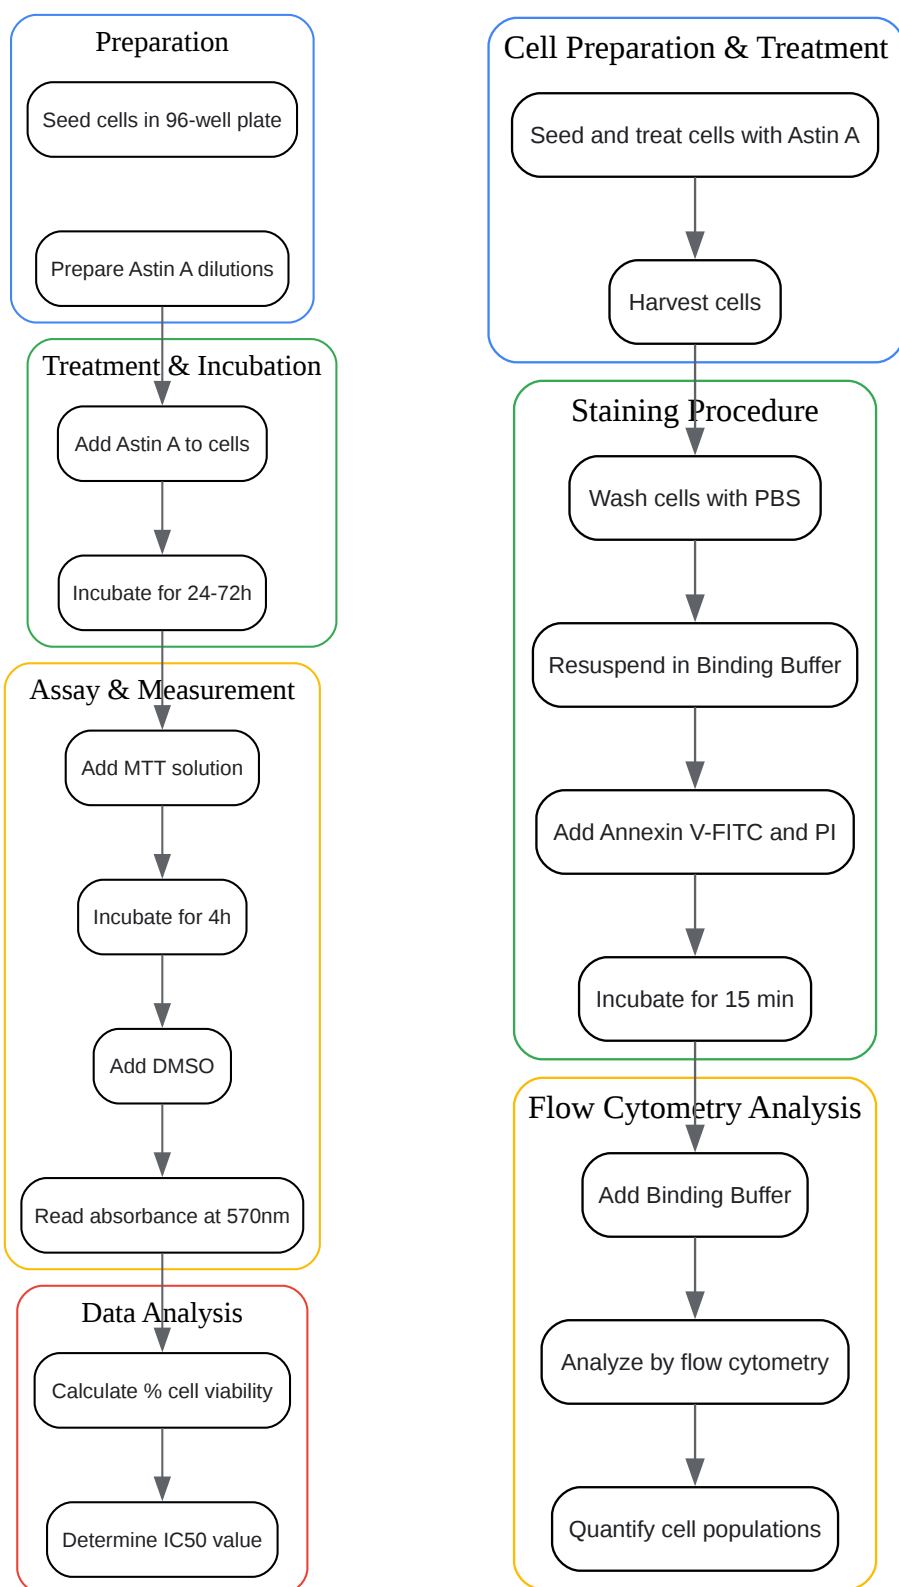 Preparation
Seed cells in 96-well plate
Prepare Astin A dilutions
Treatment & Incubation
Add Astin A to cells
Incubate for 24-72h
Assay & Measurement
Add MTT solution
Incubate for 4h
Add DMSO
Read absorbance at 570nm
Data Analysis
Calculate % cell viability
Determine IC50 value
Cell Preparation & Treatment
Seed and treat cells with Astin A
Harvest cells
Staining Procedure
Wash cells with PBS
Resuspend in Binding Buffer
Add Annexin V-FITC and PI
Incubate for 15 min
Flow Cytometry Analysis
Add Binding Buffer
Analyze by flow cytometry
Quantify cell populations